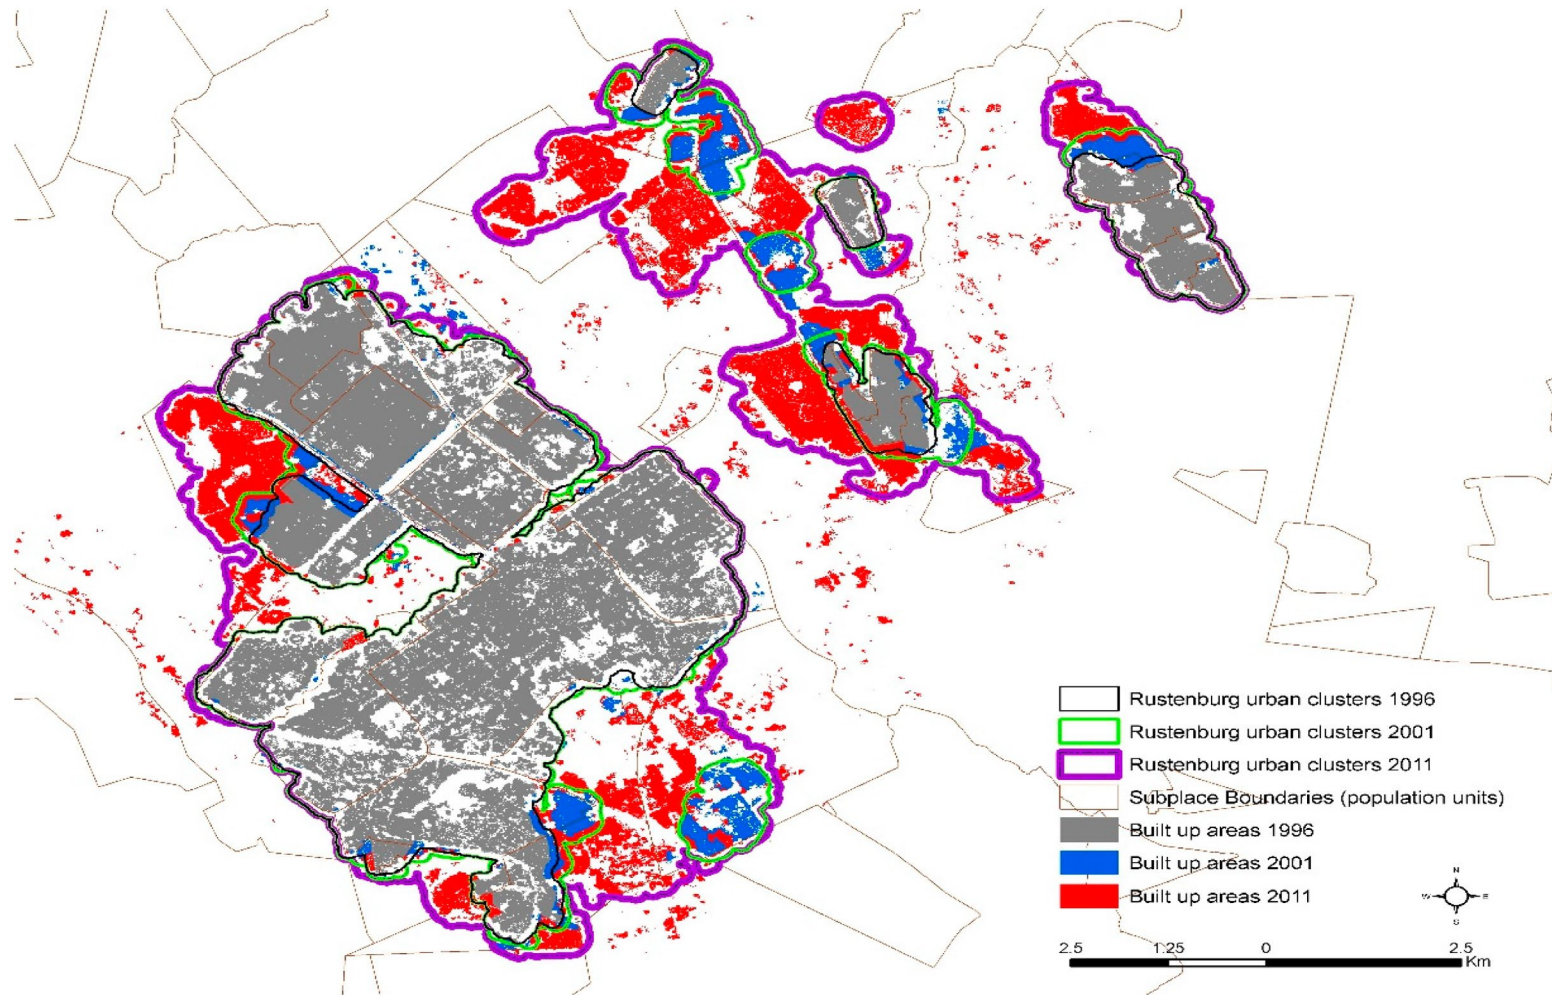 Rustenburg urban clusters 1996
Rustenburg urban clusters 2001
Rustenburg urban clusters 2011
Subplace Boundaries (population units)
Built up areas 1996
Built up areas 2001
Built up areas 2011
N
W E
S
2.5 1.25 0 2.5
Km